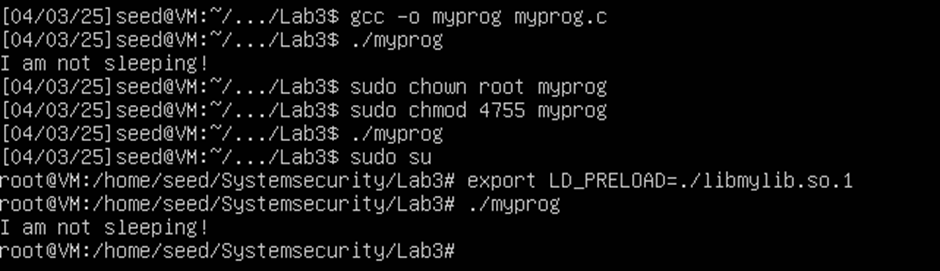 [04/03/25]seed@VM:~/.../Lab3$ gcc -o myprog myprog.c
[04/03/25]seed@VM:~/.../Lab3$ ./myprog
I am not sleeping!
[04/03/25]seed@VM:~/.../Lab3$ sudo chown root myprog
[04/03/25]seed@VM:~/.../Lab3$ sudo chmod 4755 myprog
[04/03/25]seed@VM:~/.../Lab3$ ./myprog
[04/03/25]seed@VM:~/.../Lab3$ sudo su
root@VM:/home/seed/Systemsecurity/Lab3# export LD_PRELOAD=./libmylib.so.1
root@VM:/home/seed/Systemsecurity/Lab3# ./myprog
I am not sleeping!
root@VM:/home/seed/Systemsecurity/Lab3#